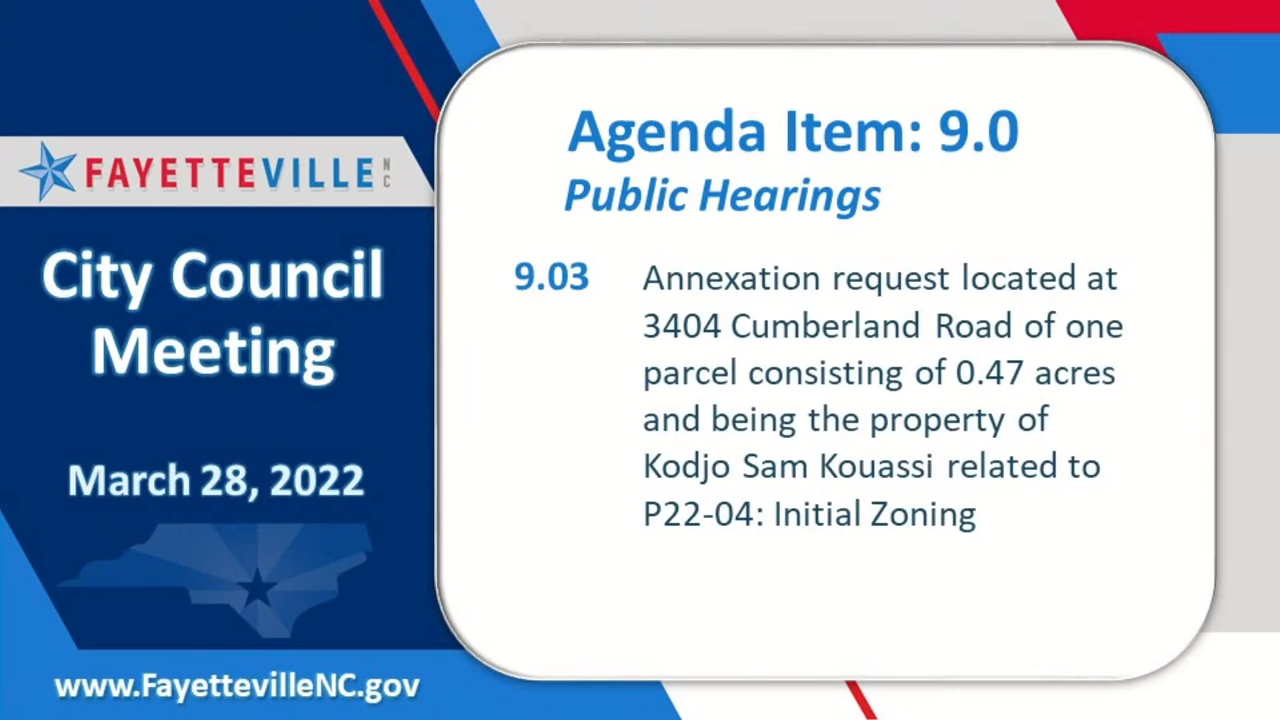 FAYETTEVILLE NC
City Council
Meeting
March 28, 2022
www.FayettevilleNC.gov
Agenda Item: 9.0
Public Hearings
9.03 Annexation request located at
3404 Cumberland Road of one
parcel consisting of 0.47 acres
and being the property of
Kodjo Sam Kouassi related to
P22-04: Initial Zoning